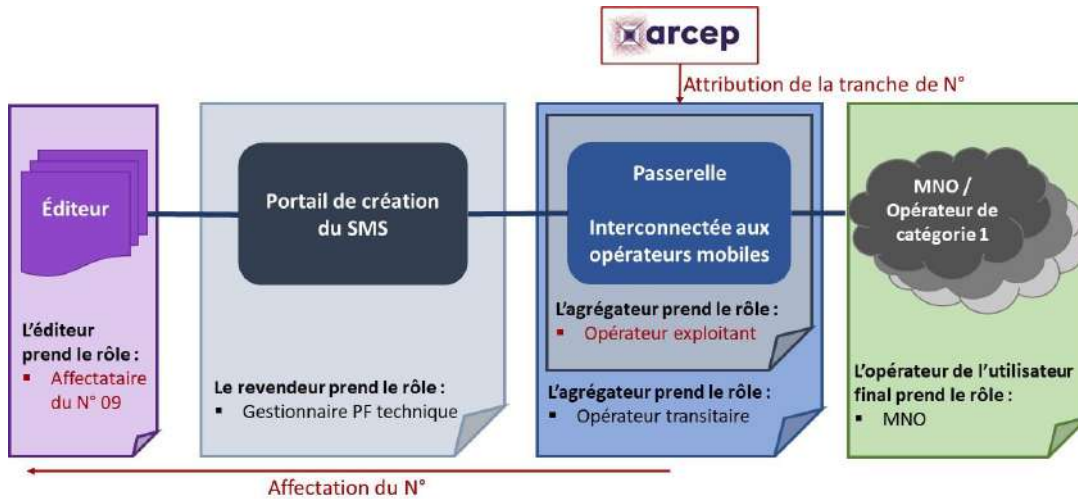 arcep
Attribution de la tranche de N°
Éditeur
L'éditeur
prend le rôle :
▪ Affectataire
du N° 09
Portail de création
du SMS
Le revendeur prend le rôle :
▪ Gestionnaire PF technique
Passerelle
Interconnectée aux
opérateurs mobiles
L'agrégateur prend le rôle :
▪ Opérateur exploitant
L'agrégateur prend le rôle :
▪ Opérateur transitaire
MNO /
Opérateur de
catégorie 1
L'opérateur de l'utilisateur
final prend le rôle :
▪ MNO
Affectation du N°